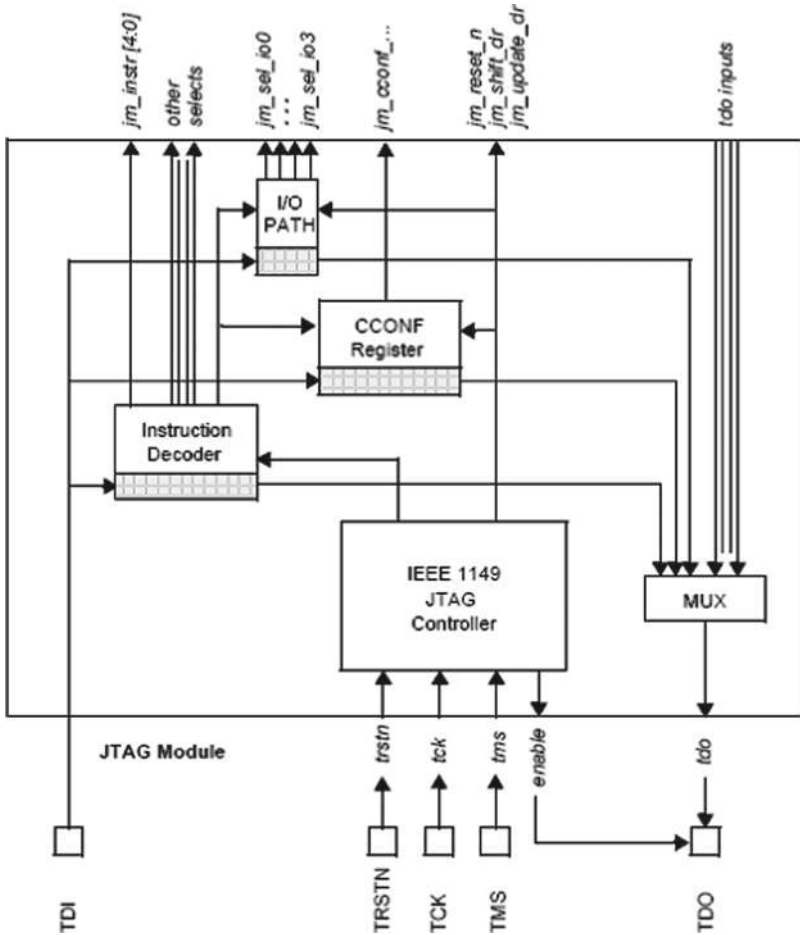 jm_instr [4:0]
other
selects
jm_sel_io0
...
jm_sel_io3
jm_cconf_...
jm_reset_n
jm_shift_dr
jm_update_dr
tdo inputs
I/O
PATH
CCONF
Register
Instruction
Decoder
IEEE 1149
JTAG
Controller
MUX
JTAG Module
trstn
tck
tms
enable
tdo
TDI
TRSTN
TCK
TMS
TDO